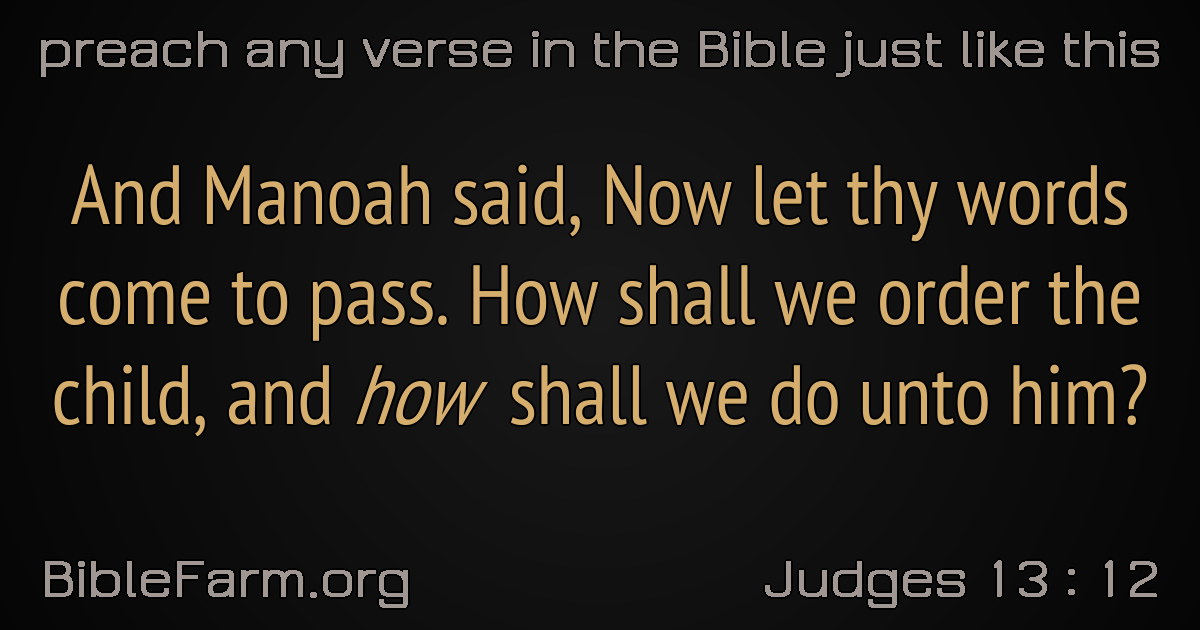 preach any verse in the Bible just like this
And Manoah said, Now let thy words
come to pass. How shall we order the
child, and how shall we do unto him?
BibleFarm.org
Judges 13 : 12